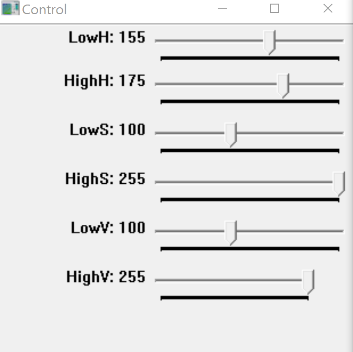 Control
LowH: 155
HighH: 175
LowS: 100
HighS: 255
LowV: 100
HighV: 255